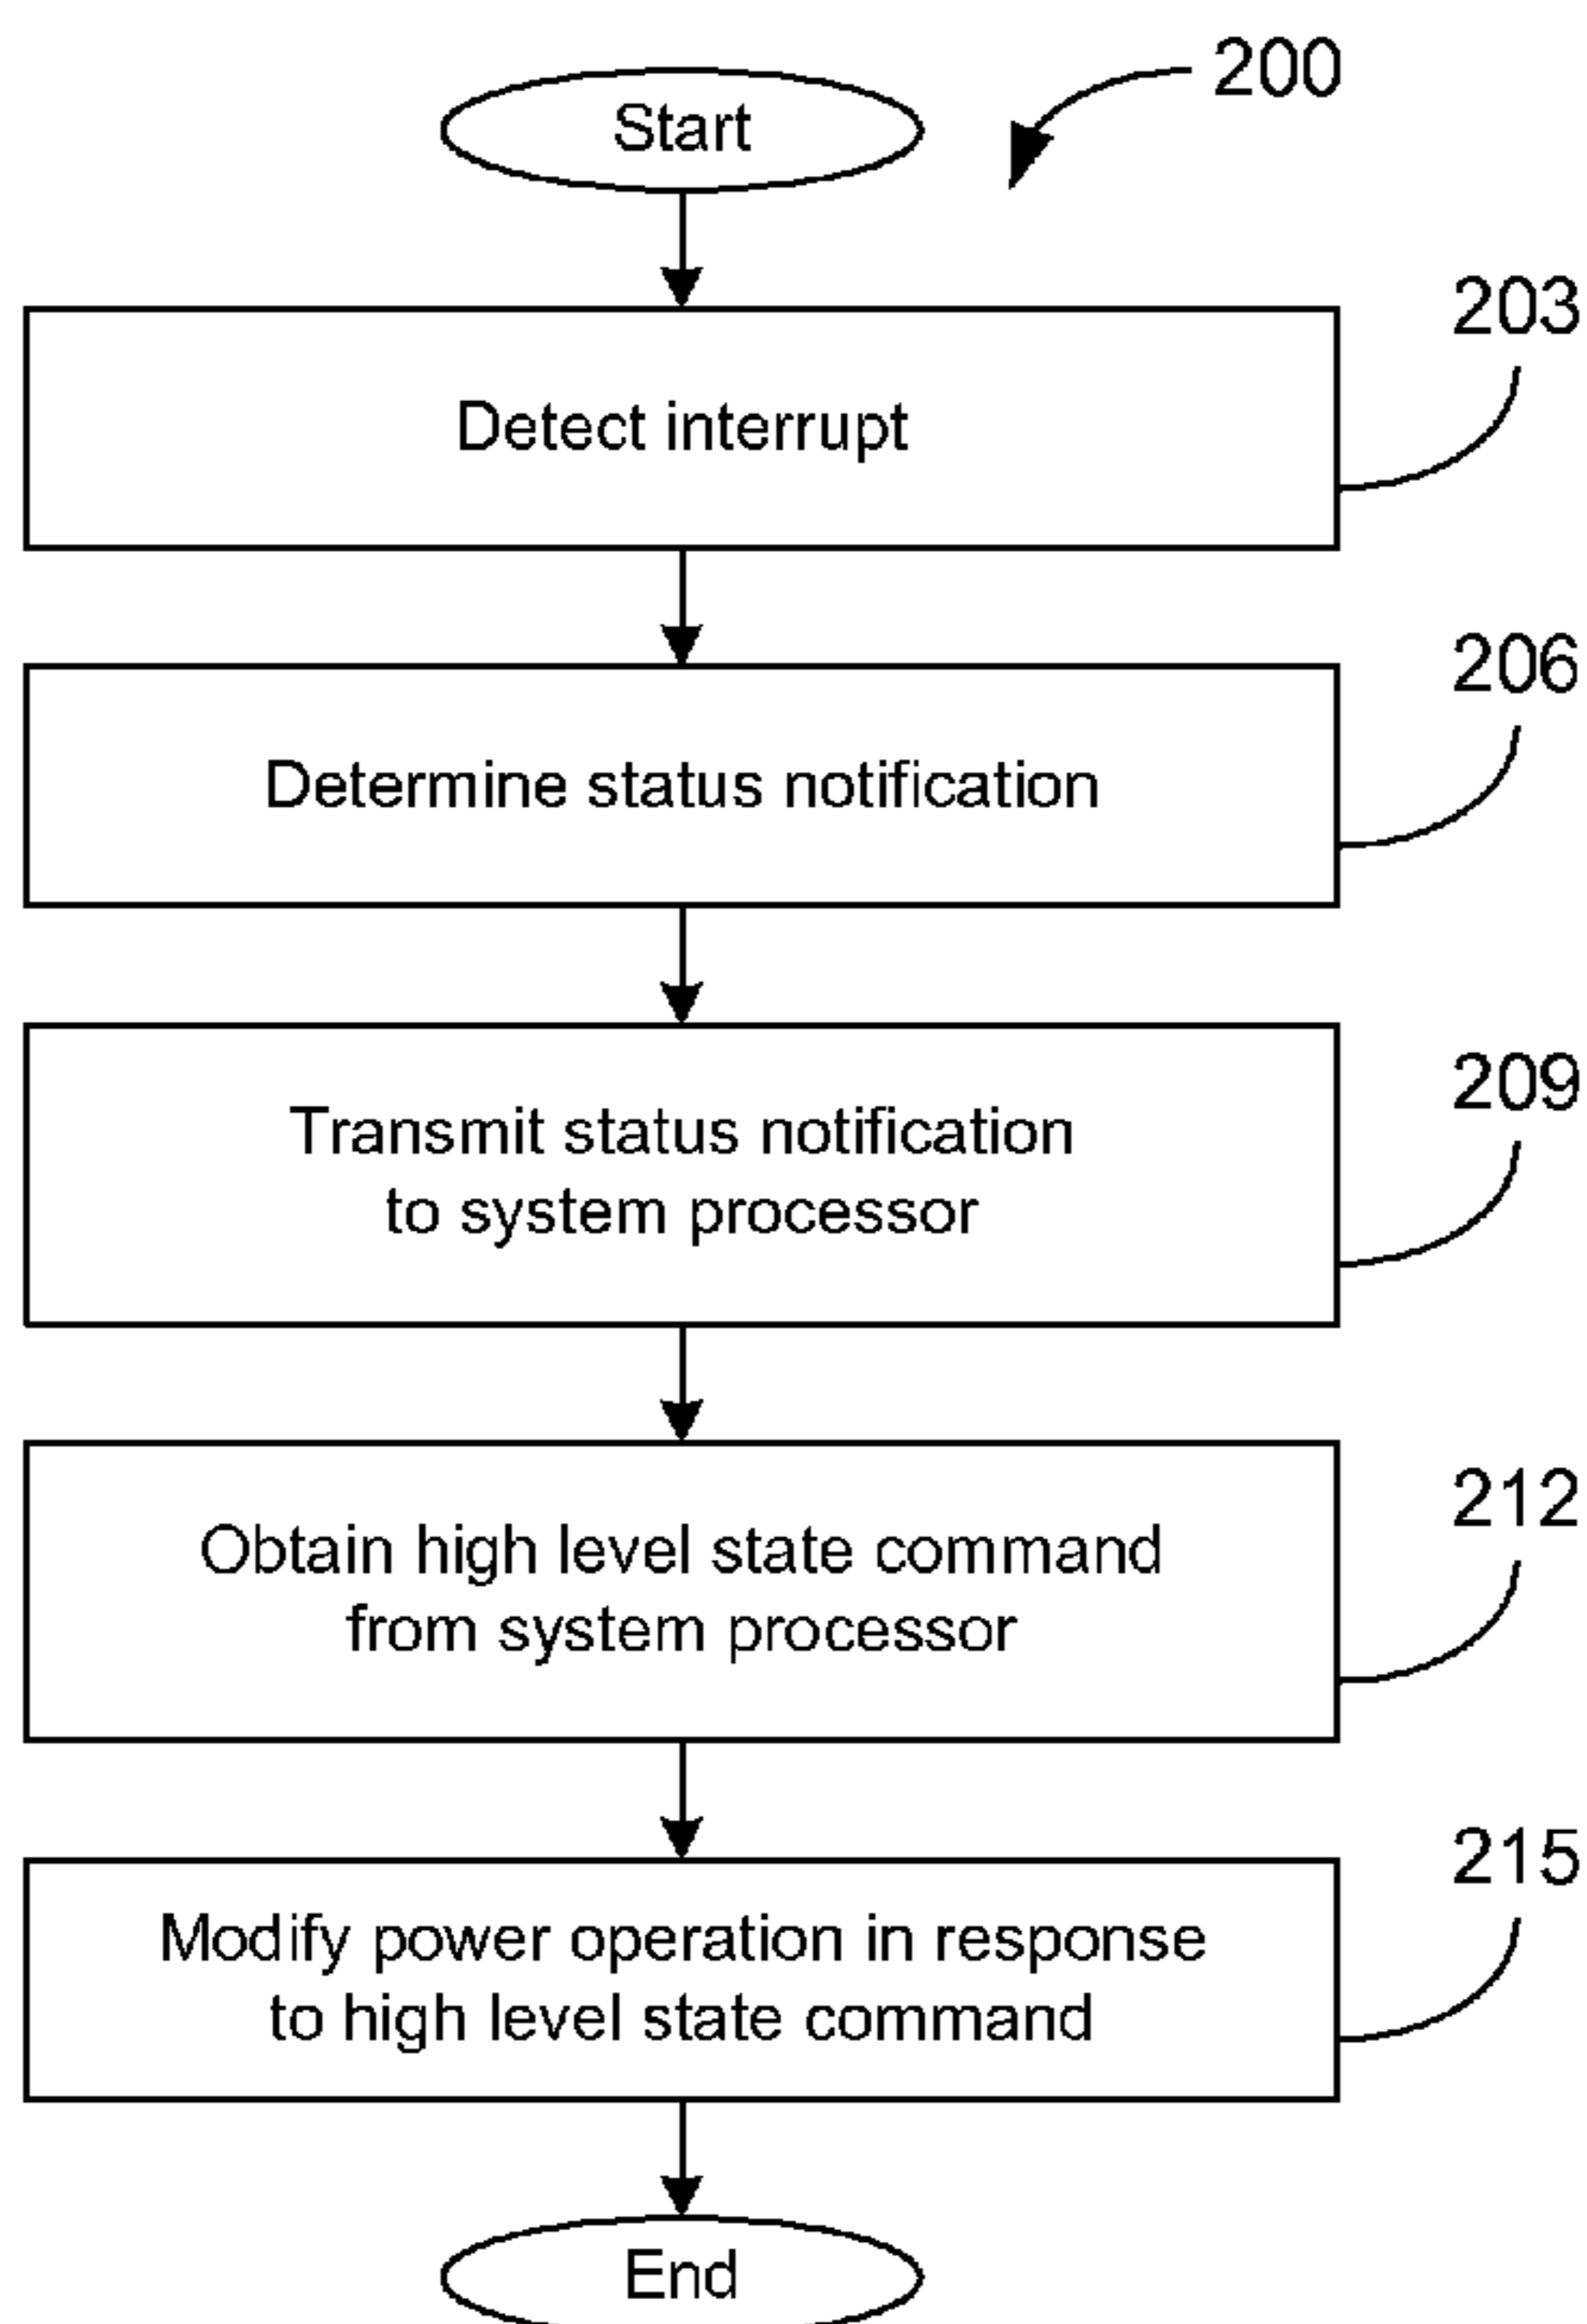 200
Start
203
Detect interrupt
206
Determine status notification
209
Transmit status notification
to system processor
212
Obtain high level state command
from system processor
215
Modify power operation in response
to high level state command
End